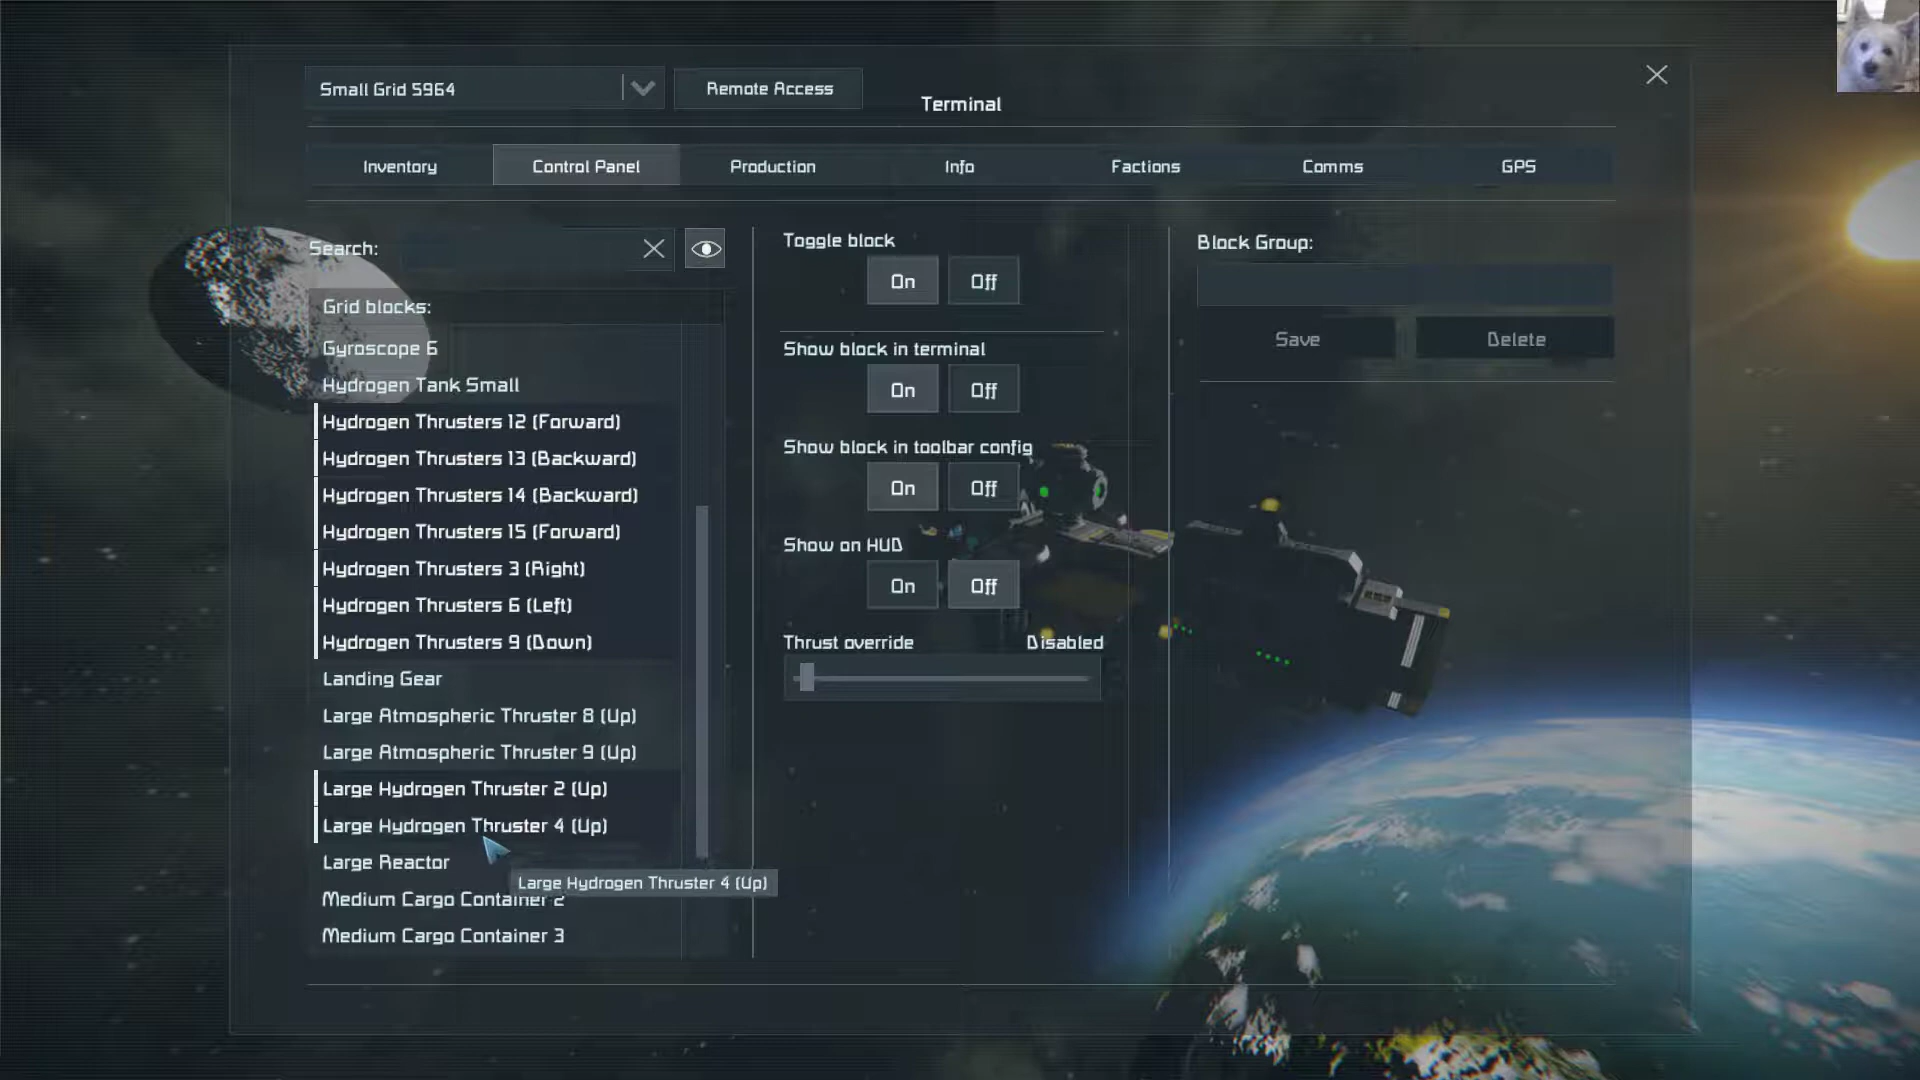 Small Grid 5964
Remote Access
Terminal
Inventory
Control Panel
Production
Info
Factions
Comms
GPS
Search:
Grid blocks:
Gyroscope 6
Hydrogen Tank Small
Hydrogen Thrusters 12 (Forward)
Hydrogen Thrusters 13 (Backward)
Hydrogen Thrusters 14 (Backward)
Hydrogen Thrusters 15 (Forward)
Hydrogen Thrusters 3 (Right)
Hydrogen Thrusters 6 (Left)
Hydrogen Thrusters 9 (Down)
Landing Gear
Large Atmospheric Thruster 8 (Up)
Large Atmospheric Thruster 9 (Up)
Large Hydrogen Thruster 2 (Up)
Large Hydrogen Thruster 4 (Up)
Large Reactor
Large Hydrogen Thruster 4 (Up)
Medium Cargo Container 2
Medium Cargo Container 3
Toggle block
On Off
Show block in terminal
On Off
Show block in toolbar config
On Off
Show on HUD
On Off
Thrust override Disabled
Block Group:
Save Delete